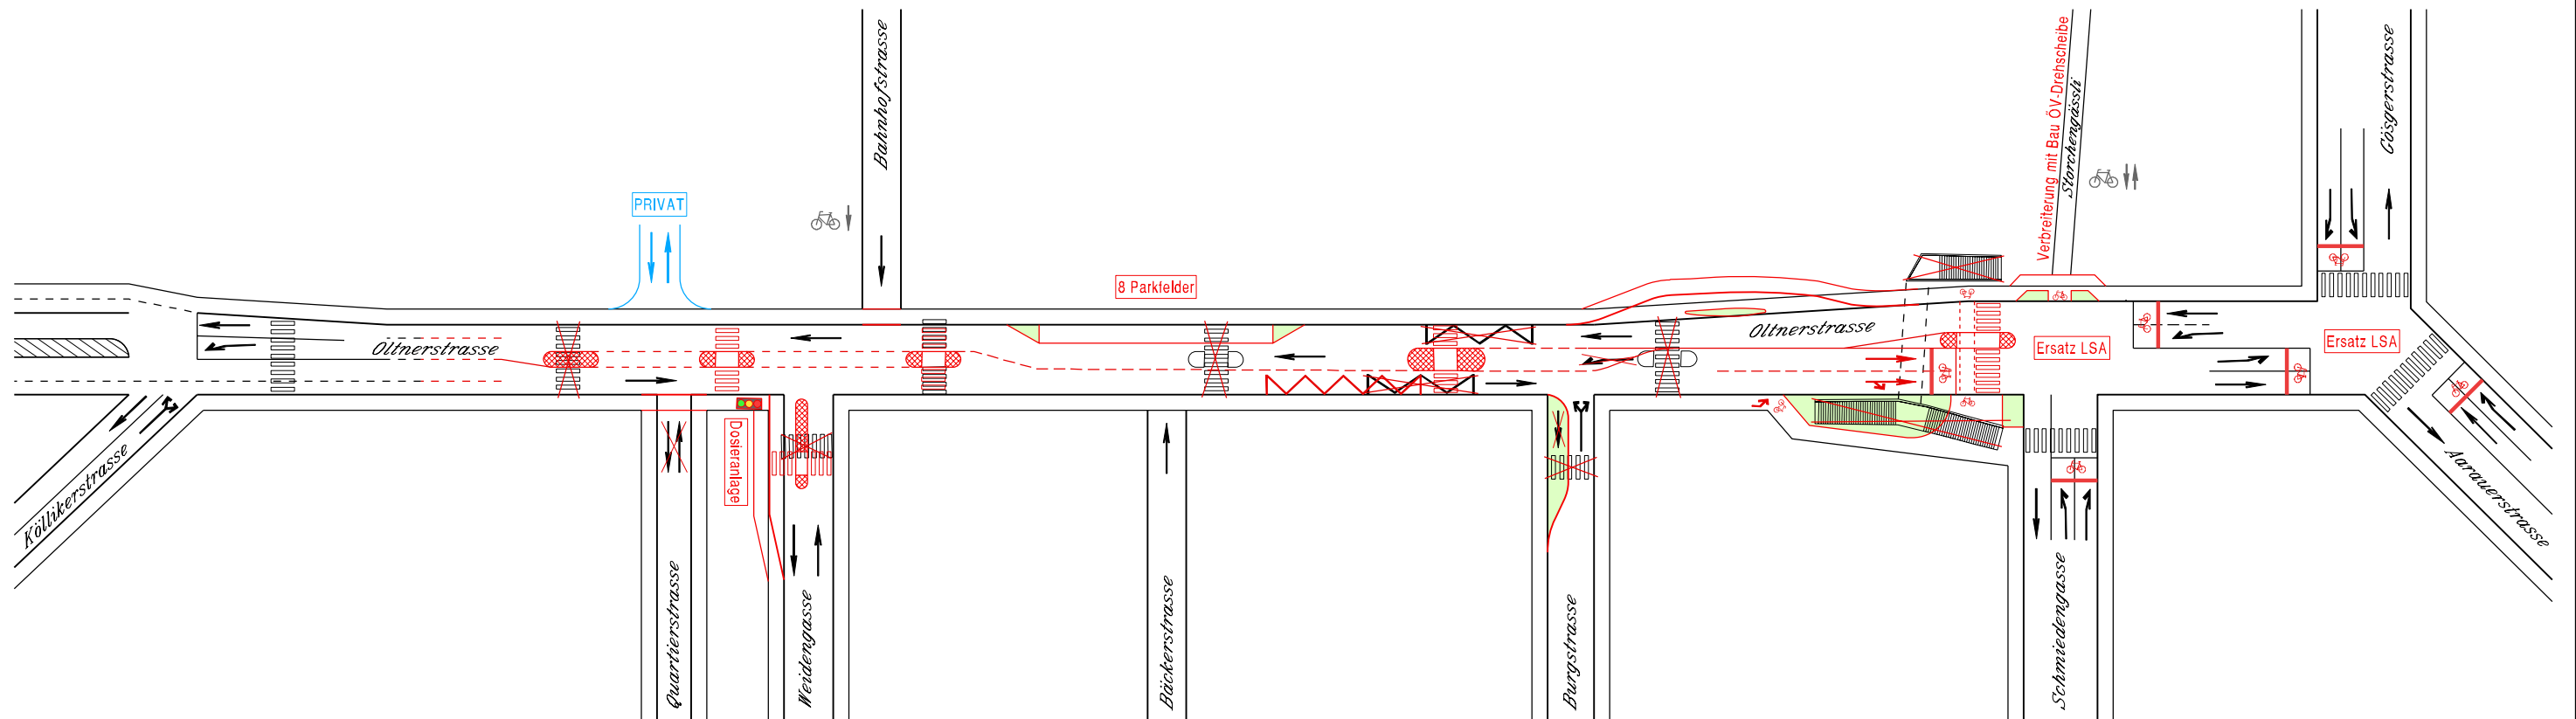 Bahnhofstrasse
Verbreiterung mit Bau ÖV-Drehscheibe
Storchengässli
Gösgerstrasse
PRIVAT
8 Parkfelder
Oltnerstrasse
Oltnerstrasse
Ersatz LSA
Ersatz LSA
Köllikerstrasse
Dosieranlage
Aarauerstrasse
Quartierstrasse
Weidengasse
Bäckerstrasse
Burgstrasse
Schmiedengasse